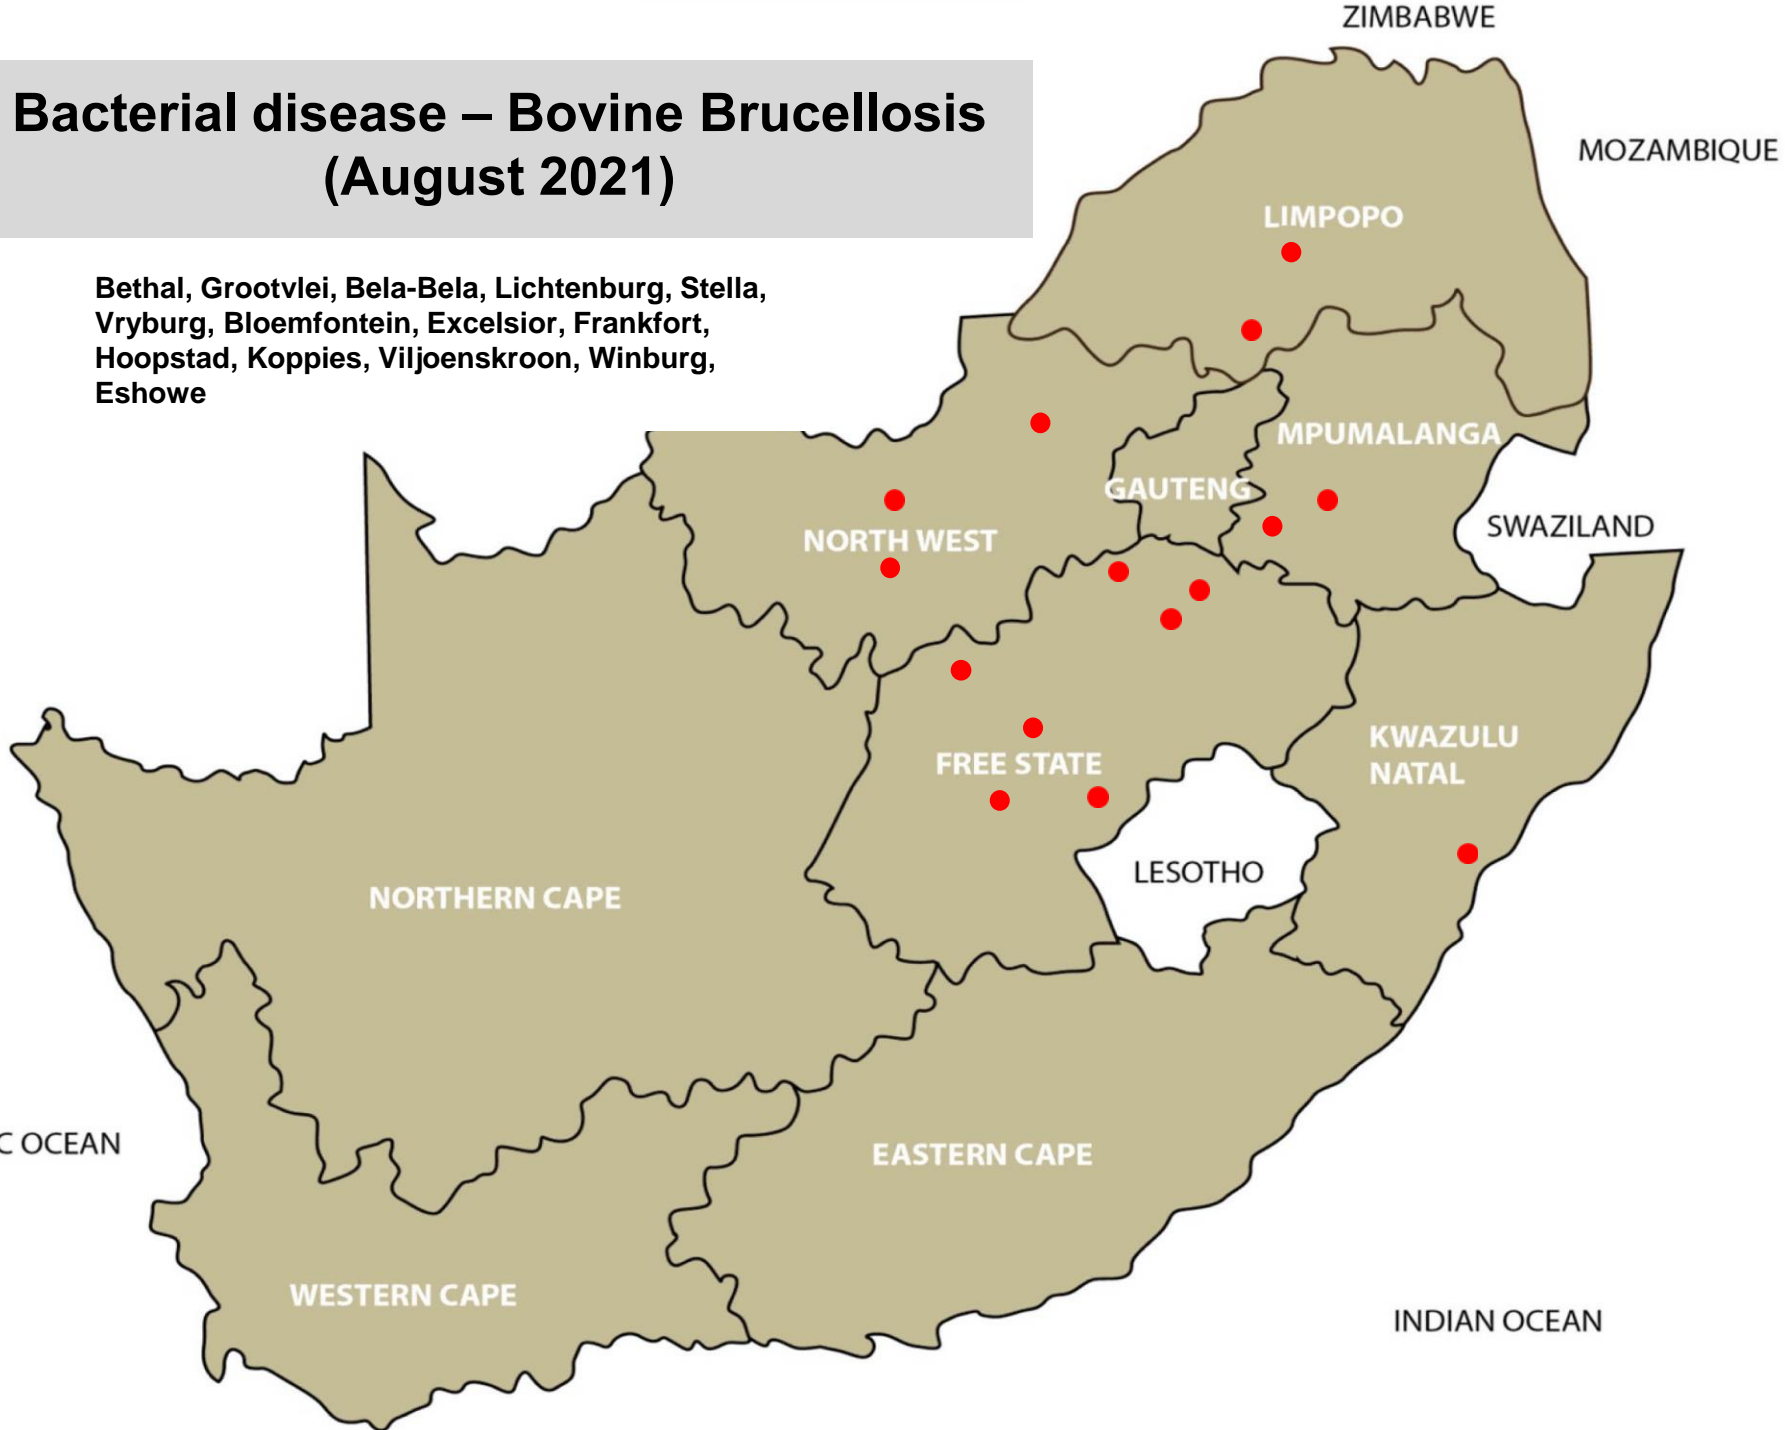 ZIMBABWE
Bacterial disease – Bovine Brucellosis
(August 2021)
MOZAMBIQUE
LIMPOPO
Bethal, Grootvlei, Bela-Bela, Lichtenburg, Stella,
Vryburg, Bloemfontein, Excelsior, Frankfort,
Hoopstad, Koppies, Viljoenskroon, Winburg,
Eshowe
MPUMALANGA
GAUTENG
SWAZILAND
NORTH WEST
KWAZULU
NATAL
FREE STATE
LESOTHO
NORTHERN CAPE
C OCEAN
EASTERN CAPE
WESTERN CAPE
INDIAN OCEAN